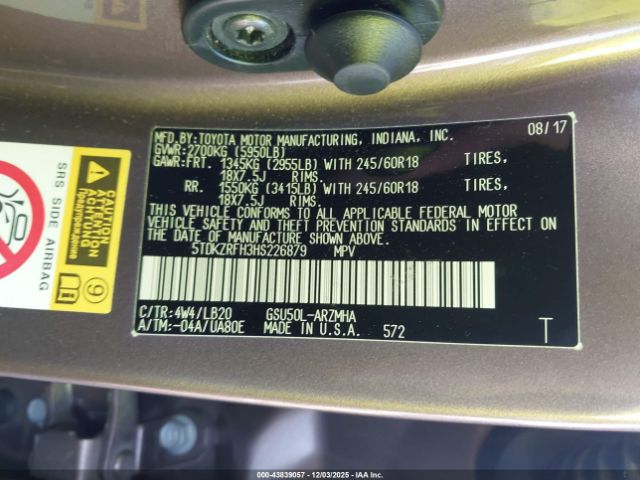 MFD.BY:TOYOTA MOTOR MANUFACTURING, INDIANA, INC. 08/17
GVWR:2700KG (5950LB)
GAWR:FRT. 1345KG (2955LB) WITH 245/60R18 TIRES,
18X7.5J RIMS.
RR. 1550KG (3415LB) WITH 245/60R18 TIRES,
18X7.5J RIMS.
THIS VEHICLE CONFORMS TO ALL APPLICABLE FEDERAL MOTOR
VEHICLE SAFETY AND THEFT PREVENTION STANDARDS IN EFFECT ON
THE DATE OF MANUFACTURE SHOWN ABOVE.
5TDKZRFH3HS226879 MPV
C/TR:4W4/LB20 GSU50L-ARZMHA
A/TM:-04A/UA80E MADE IN U.S.A. 572 T
SRS SIDE AIRBAG
9
000-43839057 - 12/03/2025 - IAA Inc.